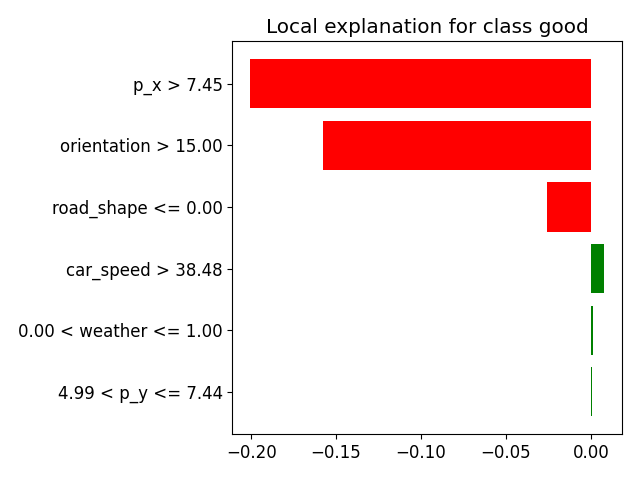 Local explanation for class good
p_x > 7.45
orientation > 15.00
road_shape <= 0.00
car_speed > 38.48
0.00 < weather <= 1.00
4.99 < p_y <= 7.44
−0.20 −0.15 −0.10 −0.05 0.00